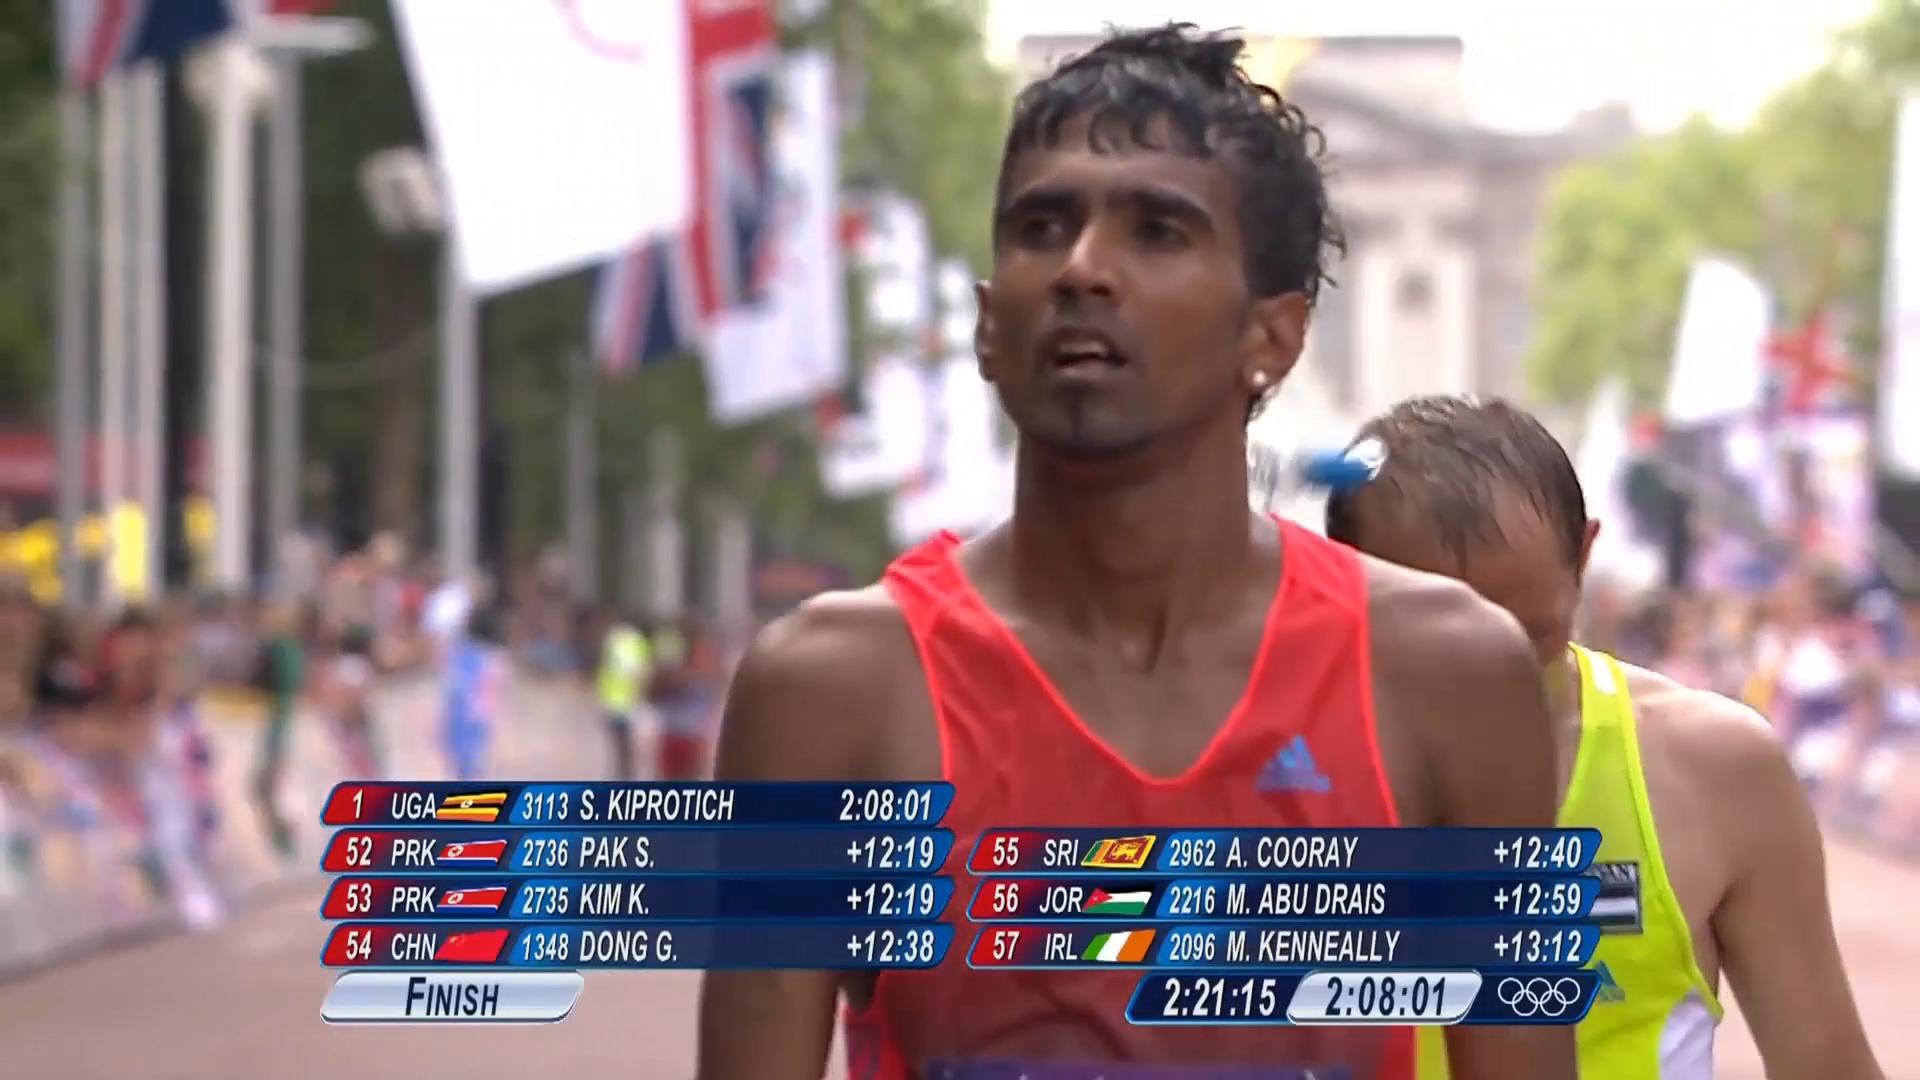 1 UGA 3113 S. KIPROTICH 2:08:01
52 PRK 2736 PAK S. +12:19
53 PRK 2735 KIM K. +12:19
54 CHN 1348 DONG G. +12:38
55 SRI 2962 A. COORAY +12:40
56 JOR 2216 M. ABU DRAIS +12:59
57 IRL 2096 M. KENNEALLY +13:12
FINISH
2:21:15 2:08:01